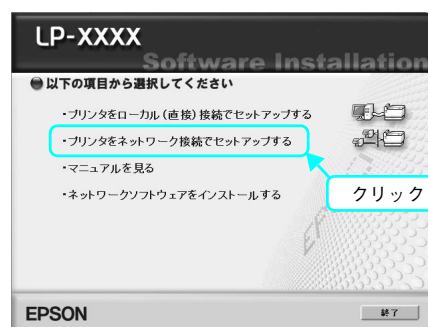 LP-XXXX
Software Installation
以下の項目から選択してください
・プリンタをローカル(直接)接続でセットアップする
・プリンタをネットワーク接続でセットアップする
・マニュアルを見る
・ネットワークソフトウェアをインストールする
クリック
EPSON
終了